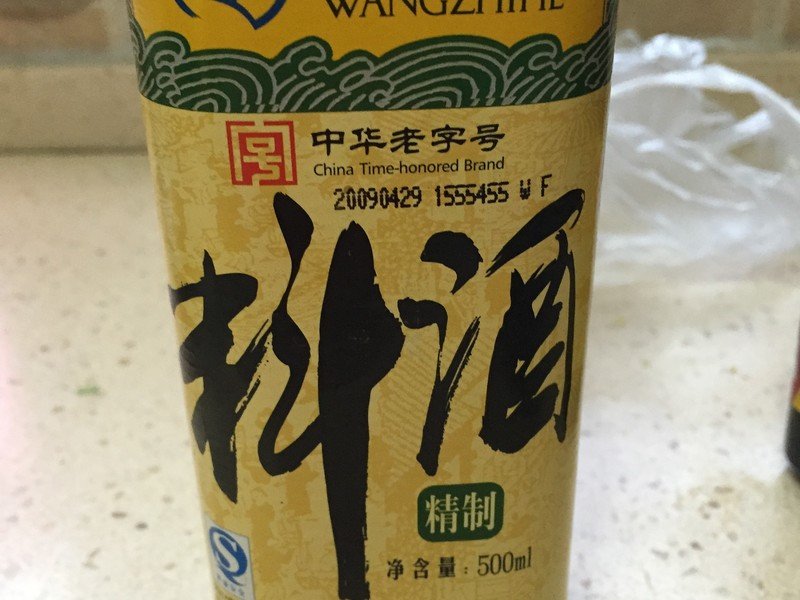 WANGZHIHE
中华老字号
China Time-honored Brand
20090429 1555455 W F
料酒
精制
净含量:500ml